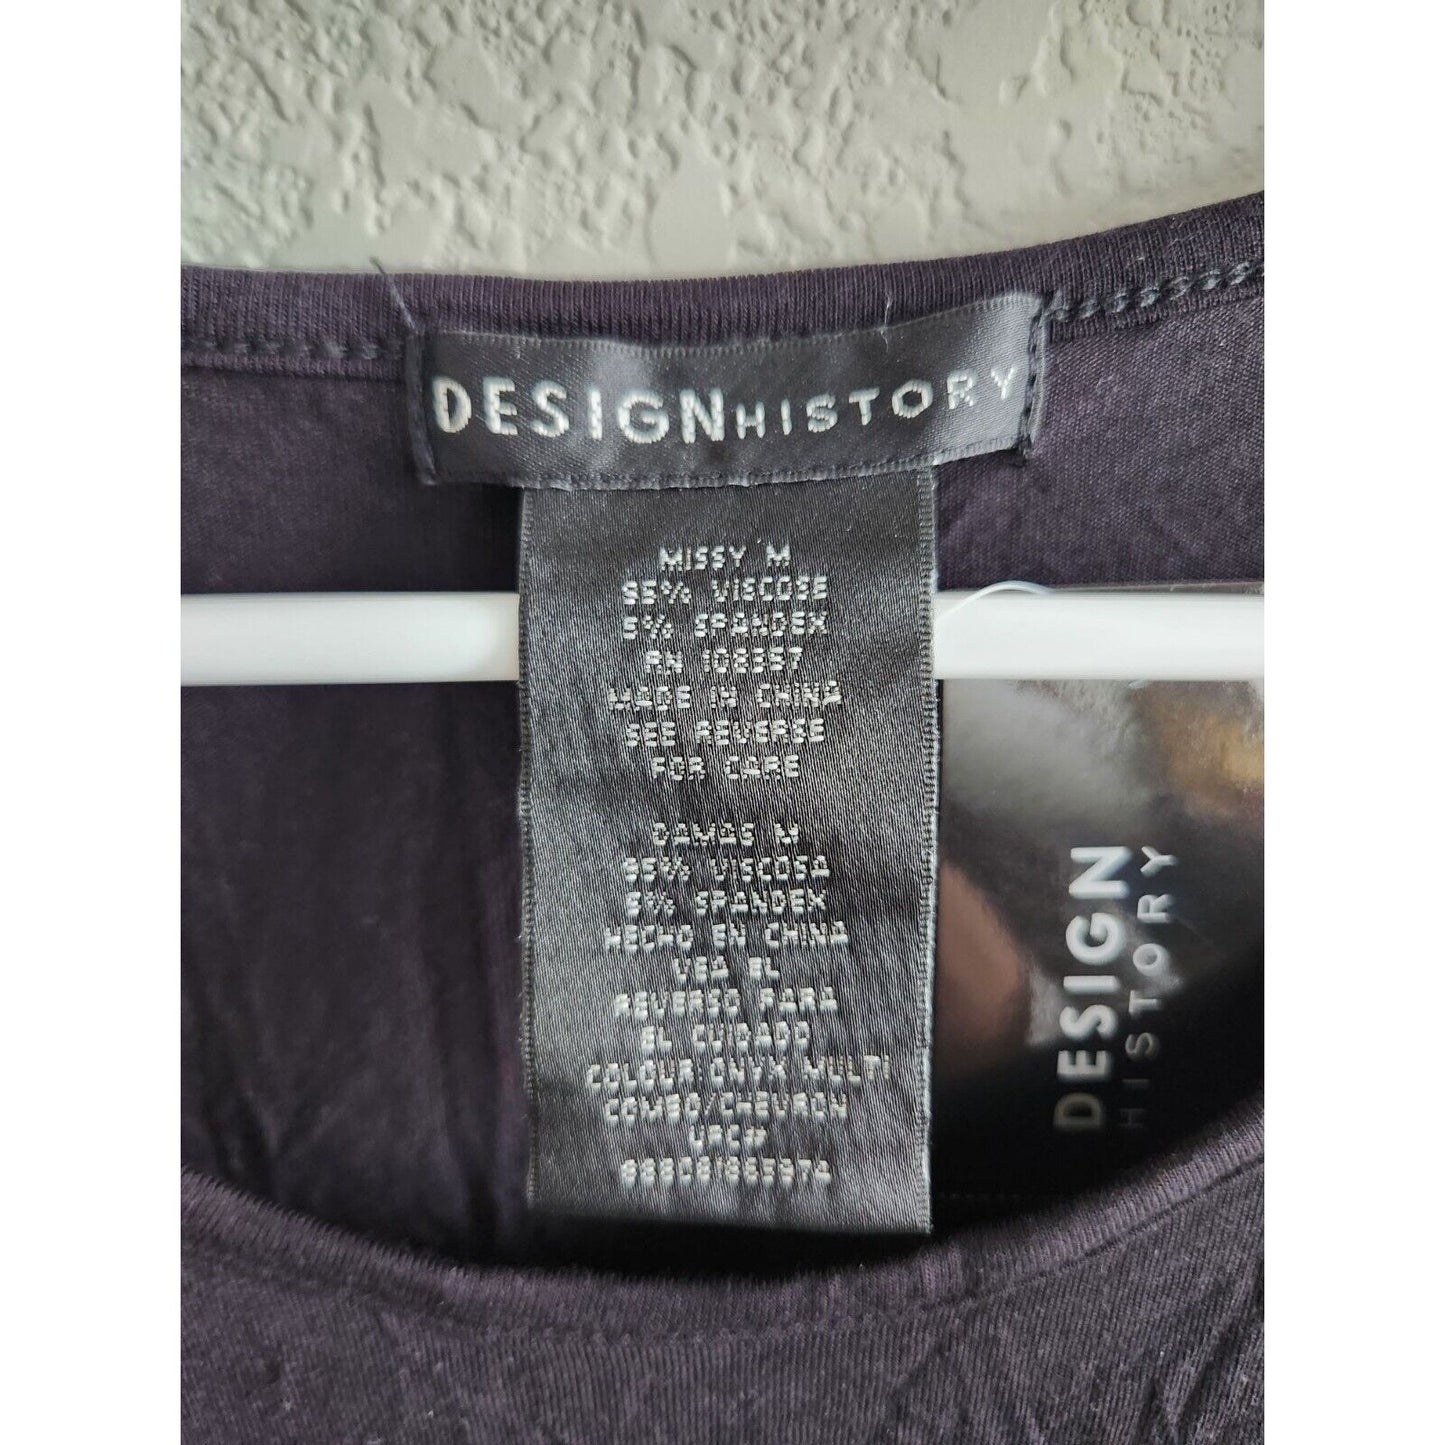 DESIGNHISTORY
MISSY M
95% VISCOSE
5% SPANDEX
RN 108357
MADE IN CHINA
SEE REVERSE
FOR CARE
DAMAS M
95% VISCOSA
5% SPANDEX
HECHO EN CHINA
VEA EL
REVERSO PARA
EL CUIDADO
COLOUR:ONYX MULTI
COMBO/CHEVRON
UPC#
DESIGN
HISTORY